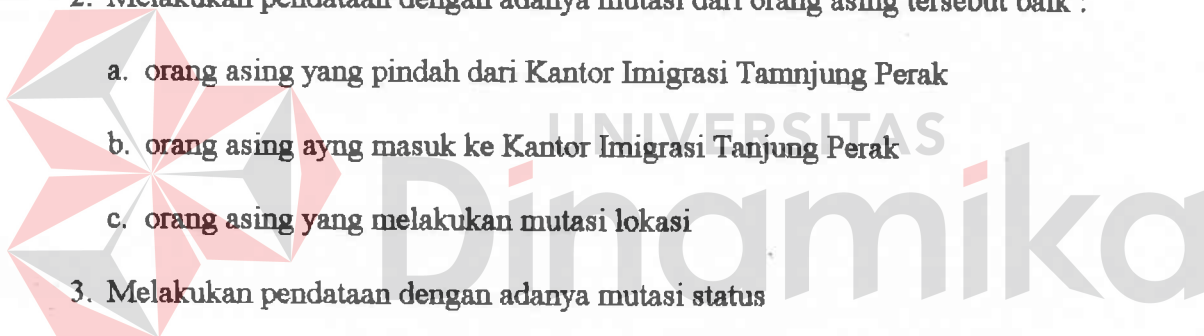 2. Melakukan pendataan dengan adanya mutasi dari orang asing tersebut baik :
a. orang asing yang pindah dari Kantor Imigrasi Tamnjung Perak
UNIVERSITAS
b. orang asing ayng masuk ke Kantor Imigrasi Tanjung Perak
Dinamika
c. orang asing yang melakukan mutasi lokasi
3. Melakukan pendataan dengan adanya mutasi status